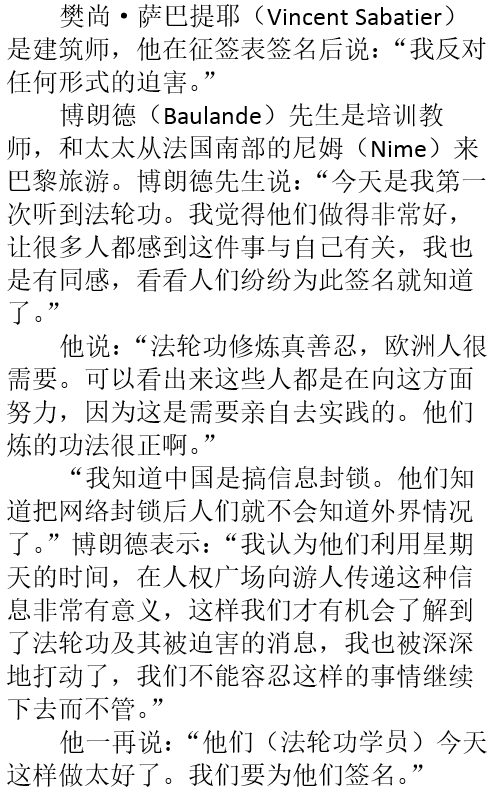 樊尚·萨巴提耶（Vincent Sabatier）
是建筑师，他在征签表签名后说：“我反对
任何形式的迫害。”
博朗德（Baulande）先生是培训教
师，和太太从法国南部的尼姆（Nime）来
巴黎旅游。博朗德先生说：“今天是我第一
次听到法轮功。我觉得他们做得非常好，
让很多人都感到这件事与自己有关，我也
是有同感，看看人们纷纷为此签名就知道
了。”
他说：“法轮功修炼真善忍，欧洲人很
需要。可以看出来这些人都是在向这方面
努力，因为这是需要亲自去实践的。他们
炼的功法很正啊。”
“我知道中国是搞信息封锁。他们知
道把网络封锁后人们就不会知道外界情况
了。”博朗德表示：“我认为他们利用星期
天的时间，在人权广场向游人传递这种信
息非常有意义，这样我们才有机会了解到
了法轮功及其被迫害的消息，我也被深深
地打动了，我们不能容忍这样的事情继续
下去而不管。”
他一再说：“他们（法轮功学员）今天
这样做太好了。我们要为他们签名。”